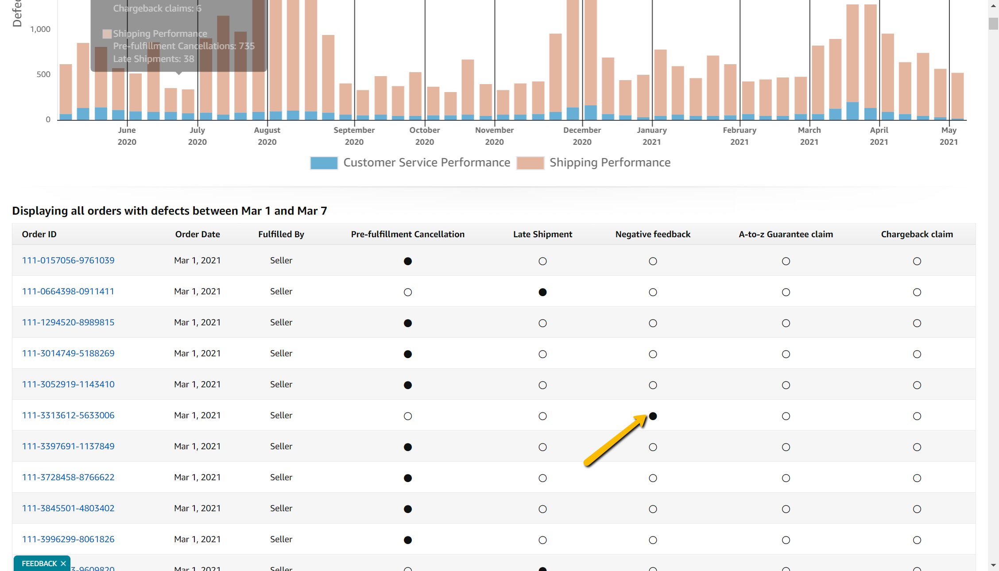 Defec
Chargeback claims: 6
1,000
Shipping Performance
Pre-fulfillment Cancellations: 735
Late Shipments: 38
500
0
June July August September October November December January February March April May
2020 2020 2020 2020 2020 2020 2020 2021 2021 2021 2021 2021
Customer Service Performance Shipping Performance
Displaying all orders with defects between Mar 1 and Mar 7
Order ID Order Date Fulfilled By Pre-fulfillment Cancellation Late Shipment Negative feedback A-to-z Guarantee claim Chargeback claim
111-0157056-9761039 Mar 1, 2021 Seller
111-0664398-0911411 Mar 1, 2021 Seller
111-1294520-8989815 Mar 1, 2021 Seller
111-3014749-5188269 Mar 1, 2021 Seller
111-3052919-1143410 Mar 1, 2021 Seller
111-3313612-5633006 Mar 1, 2021 Seller
111-3397691-1137849 Mar 1, 2021 Seller
111-3728458-8766622 Mar 1, 2021 Seller
111-3845501-4803402 Mar 1, 2021 Seller
111-3996299-8061826 Mar 1, 2021 Seller
FEEDBACK
3-9609820 Mar 1, 2021 Seller